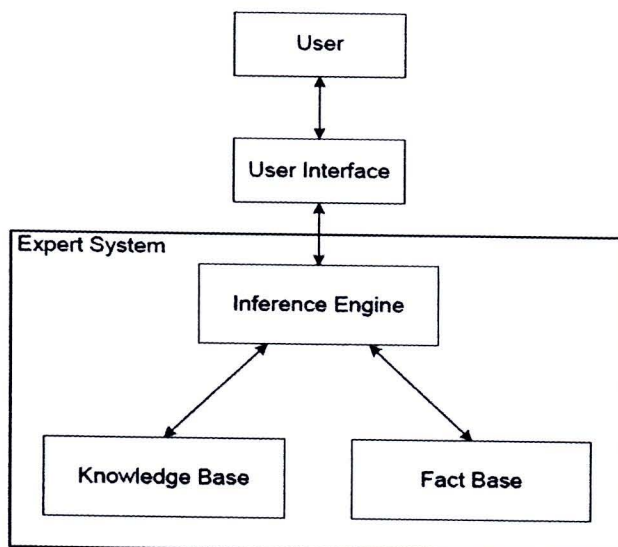 User
User Interface
Expert System
Inference Engine
Knowledge Base
Fact Base